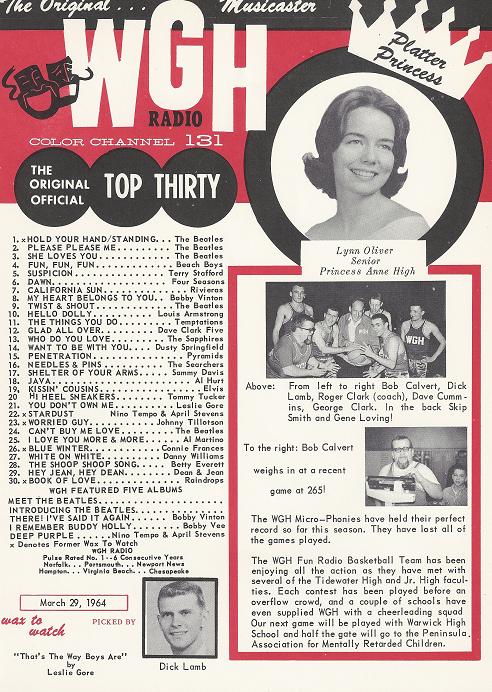 The Original . . . Musicaster
WGH
RADIO
COLOR CHANNEL 131
Platter
Princess
THE
ORIGINAL
OFFICIAL
TOP THIRTY
1. xHOLD YOUR HAND/STANDING... The Beatles
2. PLEASE PLEASE ME........... The Beatles
3. SHE LOVES YOU............... The Beatles
4. FUN, FUN, FUN............... Beach Boys
5. SUSPICION.................. Terry Stafford
6. DAWN....................... Four Seasons
7. CALIFORNIA SUN............... Rivieras
8. MY HEART BELONGS TO YOU.. Bobby Vinton
9. TWIST & SHOUT............... The Beatles
10. HELLO DOLLY............ Louis Armstrong
11. THE THINGS YOU DO......... Temptations
12. GLAD ALL OVER......... Dave Clark Five
13. WHO DO YOU LOVE........ The Sapphires
14. WANT TO BE WITH YOU.... Dusty Springfield
15. PENETRATION................. Pyramids
16. NEEDLES & PINS.......... The Searchers
17. SHELTER OF YOUR ARMS.... Sammy Davis
18. JAVA.......................... Al Hurt
19. KISSIN' COUSINS................ Elvis
20 HI HEEL SNEAKERS....... Tommy Tucker
21. YOU DON'T OWN ME........ Leslie Gore
22. xSTARDUST Nino Tempo & April Stevens
23. xWORRIED GUY.......... Johnny Tillotson
24. CAN'T BUY ME LOVE........ The Beatles
25. I LOVE YOU MORE & MORE... Al Martino
26. xBLUE WINTER.......... Connie Frances
27. WHITE ON WHITE........ Danny Williams
28. THE SHOOP SHOOP SONG.... Betty Everett
29. HEY JEAN, HEY DEAN...... Dean & Jean
30. xBOOK OF LOVE............ Raindrops
WGH FEATURED FIVE ALBUMS
MEET THE BEATLES.....................
INTRODUCING THE BEATLES...............
THERE! I'VE SAID IT AGAIN..... Bobby Vinton
I REMEMBER BUDDY HOLLY....... Bobby Vee
DEEP PURPLE ...... Nino Tempo & April Stevens
x Denotes Former Wax To Watch
WGH RADIO
Pulse Rated No. 1--6 Consecutive Years
Norfolk... Portsmouth... Newport News
Hampton... Virginia Beach... Chesapeake
March 29, 1964
wax to
watch
PICKED BY
"That's The Way Boys Are"
by
Leslie Gore
Dick Lamb
Lynn Oliver
Senior
Princess Anne High
WGH
Above: From left to right Bob Calvert, Dick
Lamb, Roger Clark (coach), Dave Cumm-
ins, George Clark. In the back Skip
Smith and Gene Loving!
To the right: Bob Calvert
weighs in at a recent
game at 265!
The WGH Micro-Phonies have held their perfect
record so far this season. They have lost all of
the games played.
The WGH Fun Radio Basketball Team has been
enjoying all the action as they have met with
several of the Tidewater High and Jr. High facul-
ties. Each contest has been played before an
overflow crowd, and a couple of schools have
even supplied WGH with a cheerleading squad
Our next game will be played with Warwick High
School and half the gate will go to the Peninsula
Association for Mentally Retarded Children.